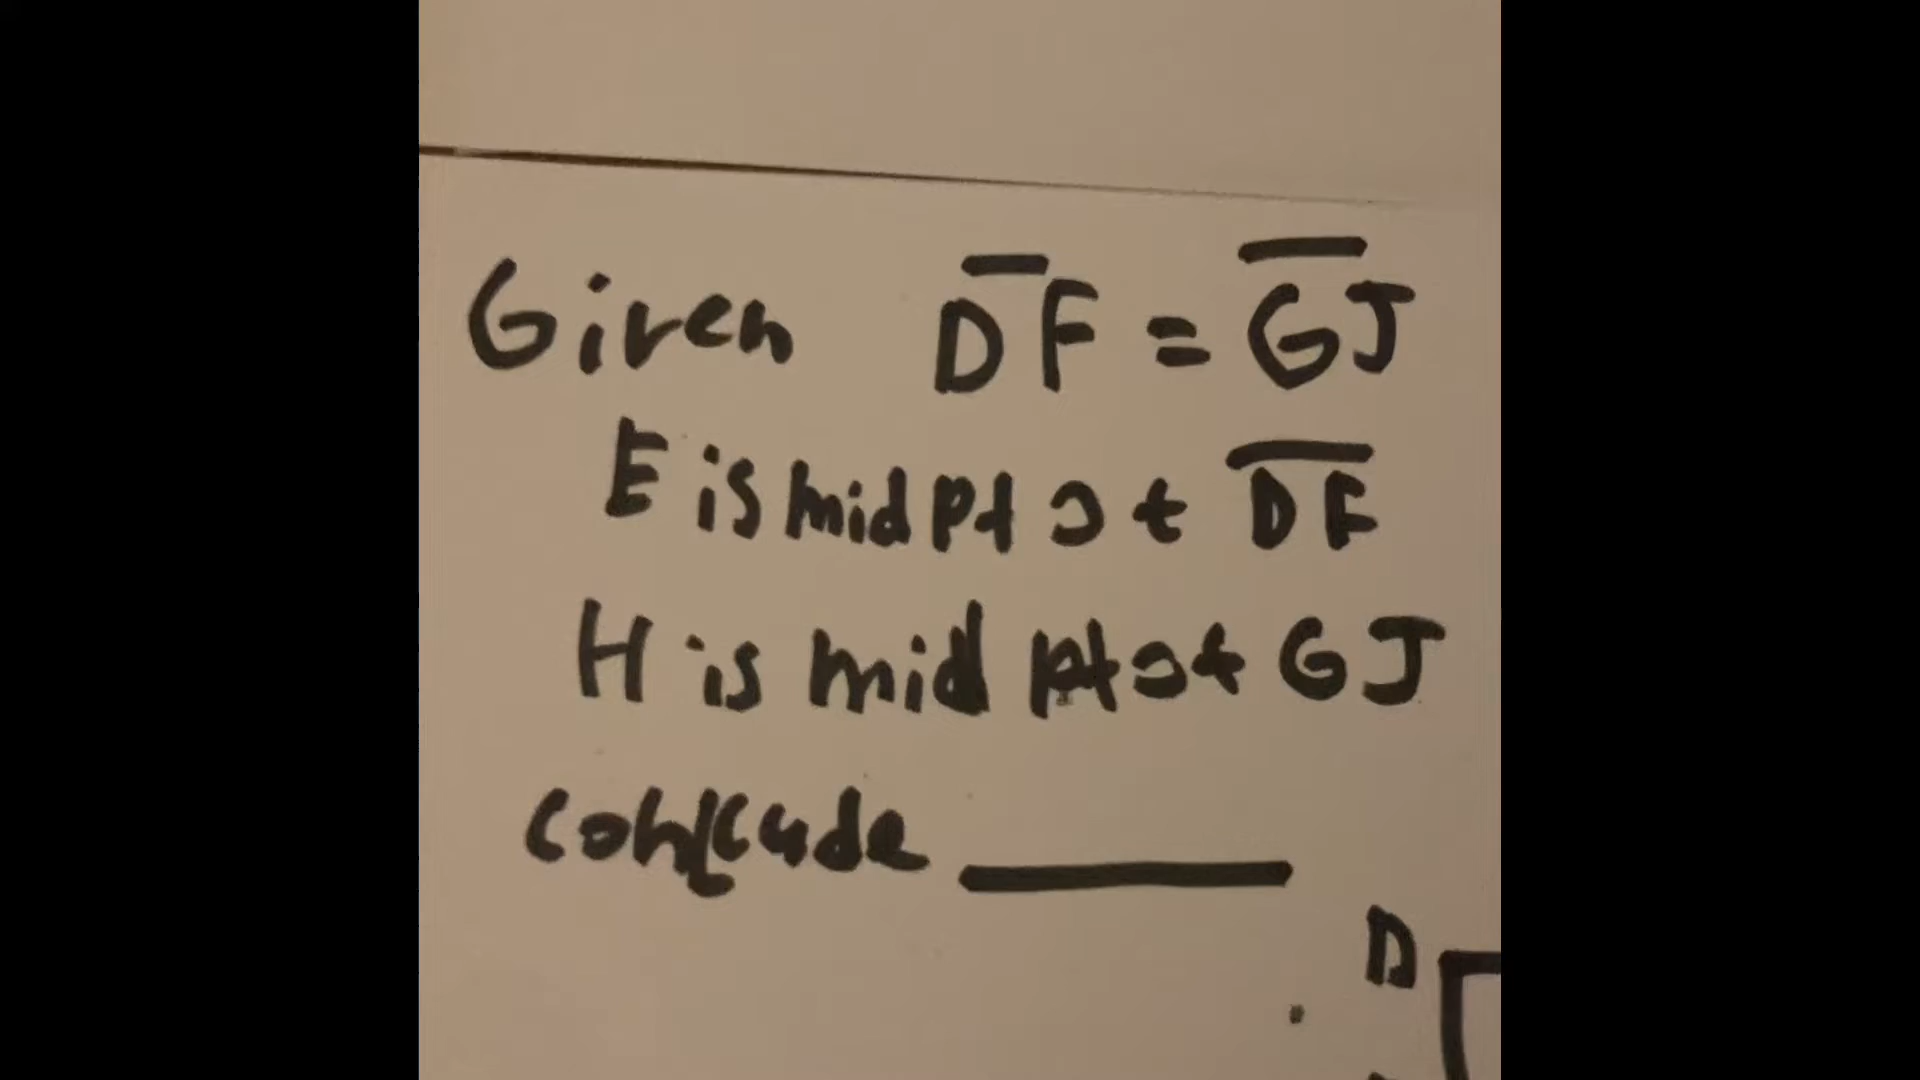 Given DF = GJ
E is mid pt of DF
H is mid pt of GJ
Conclude
D